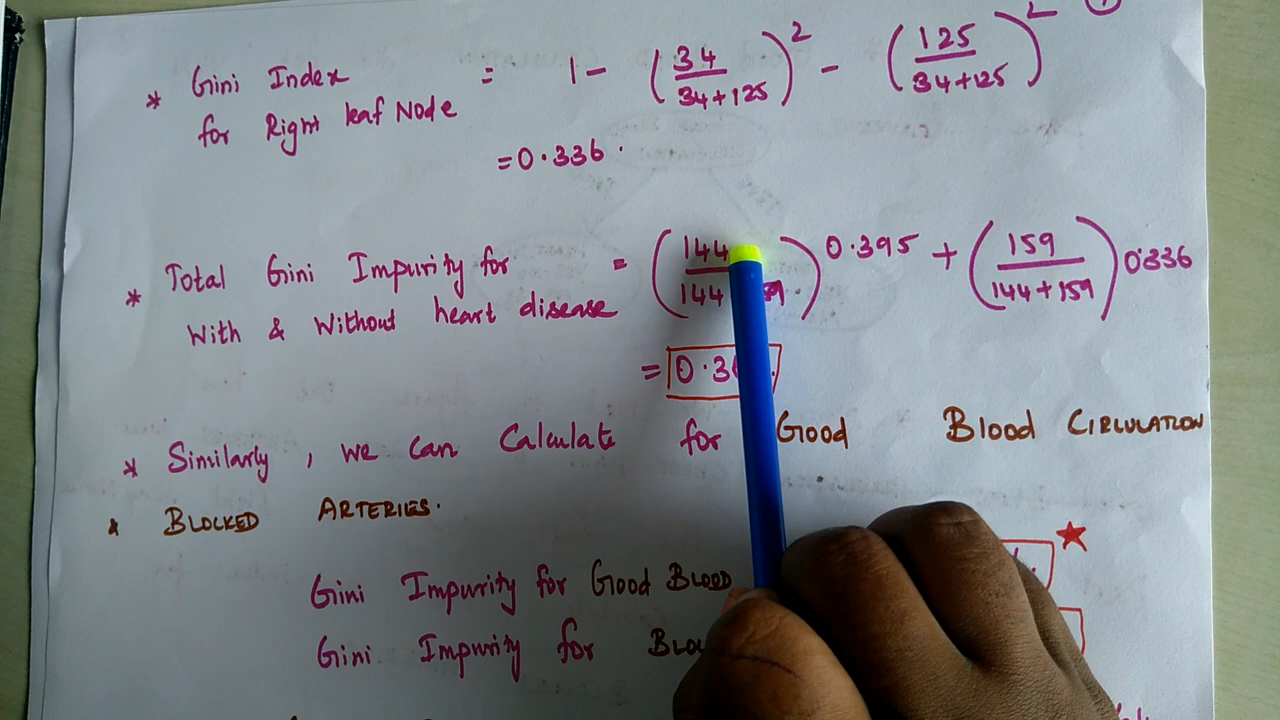 * Gini Index = 1 - (34/34+125)² - (125/34+125)²
for Right leaf Node
= 0.336.
* Total Gini Impurity for = (144/144 59) 0.395 + (159/144+159) 0.336
With & Without heart disease
= 0.3
* Similarly, we can Calculate for Good Blood CIRCULATION
& BLOCKED ARTERIES.
Gini Impurity for Good BLOOD
Gini Impurity for